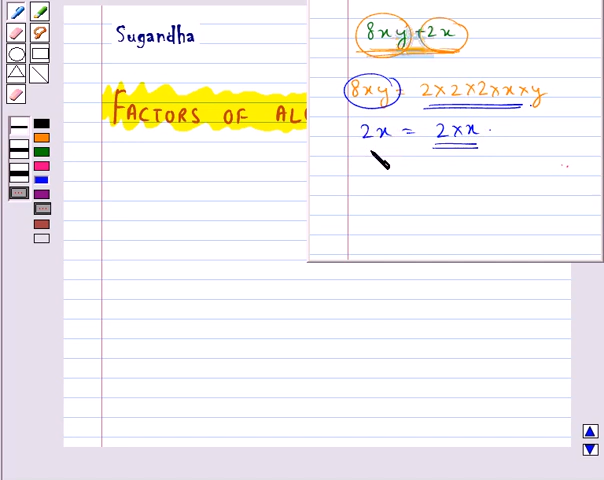 Sugandha
FACTORS OF AL
8xy + 2x
8xy = 2×2×2×x×y
2x = 2×x